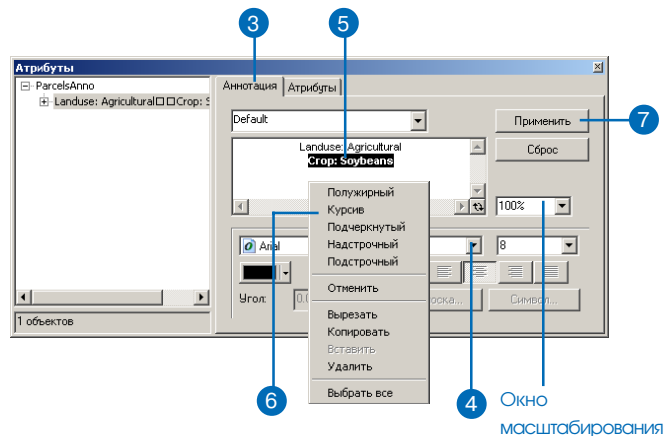 3 5
Атрибуты
ParcelsAnno
Landuse: Agricultural□□Crop: S
Аннотация Атрибуты
Default
Применить 7
Landuse: Agricultural
Crop: Soybeans
Сброс
100%
Полужирный
Курсив
Подчеркнутый
Надстрочный
Подстрочный
Отменить
Вырезать
Копировать
Вставить
Удалить
Выбрать все
Arial 8
Угол: 0.0 Символ...
1 объектов
6 4 Окно
масштабирования